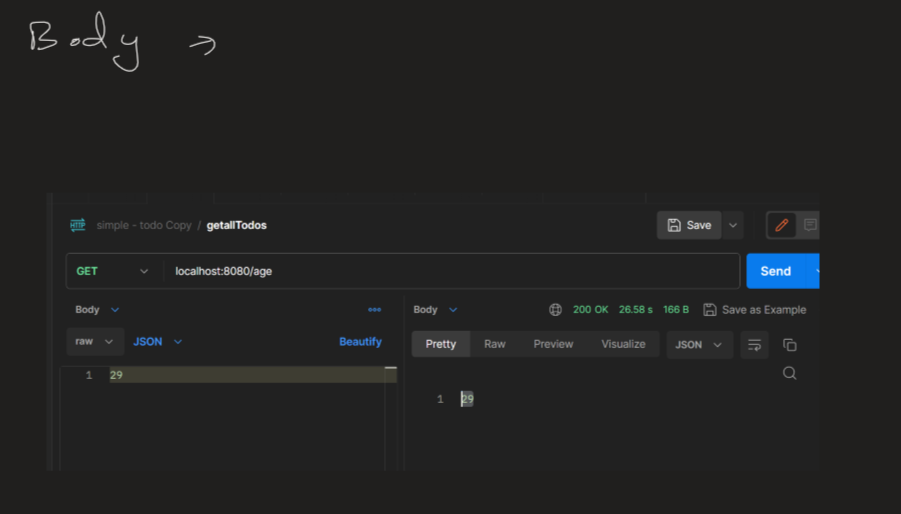 Body →
HTTP simple - todo Copy / getallTodos Save
GET localhost:8080/age Send
Body Body 200 OK 26.58 s 166 B Save as Example
raw JSON Beautify Pretty Raw Preview Visualize JSON
1 29
1 29